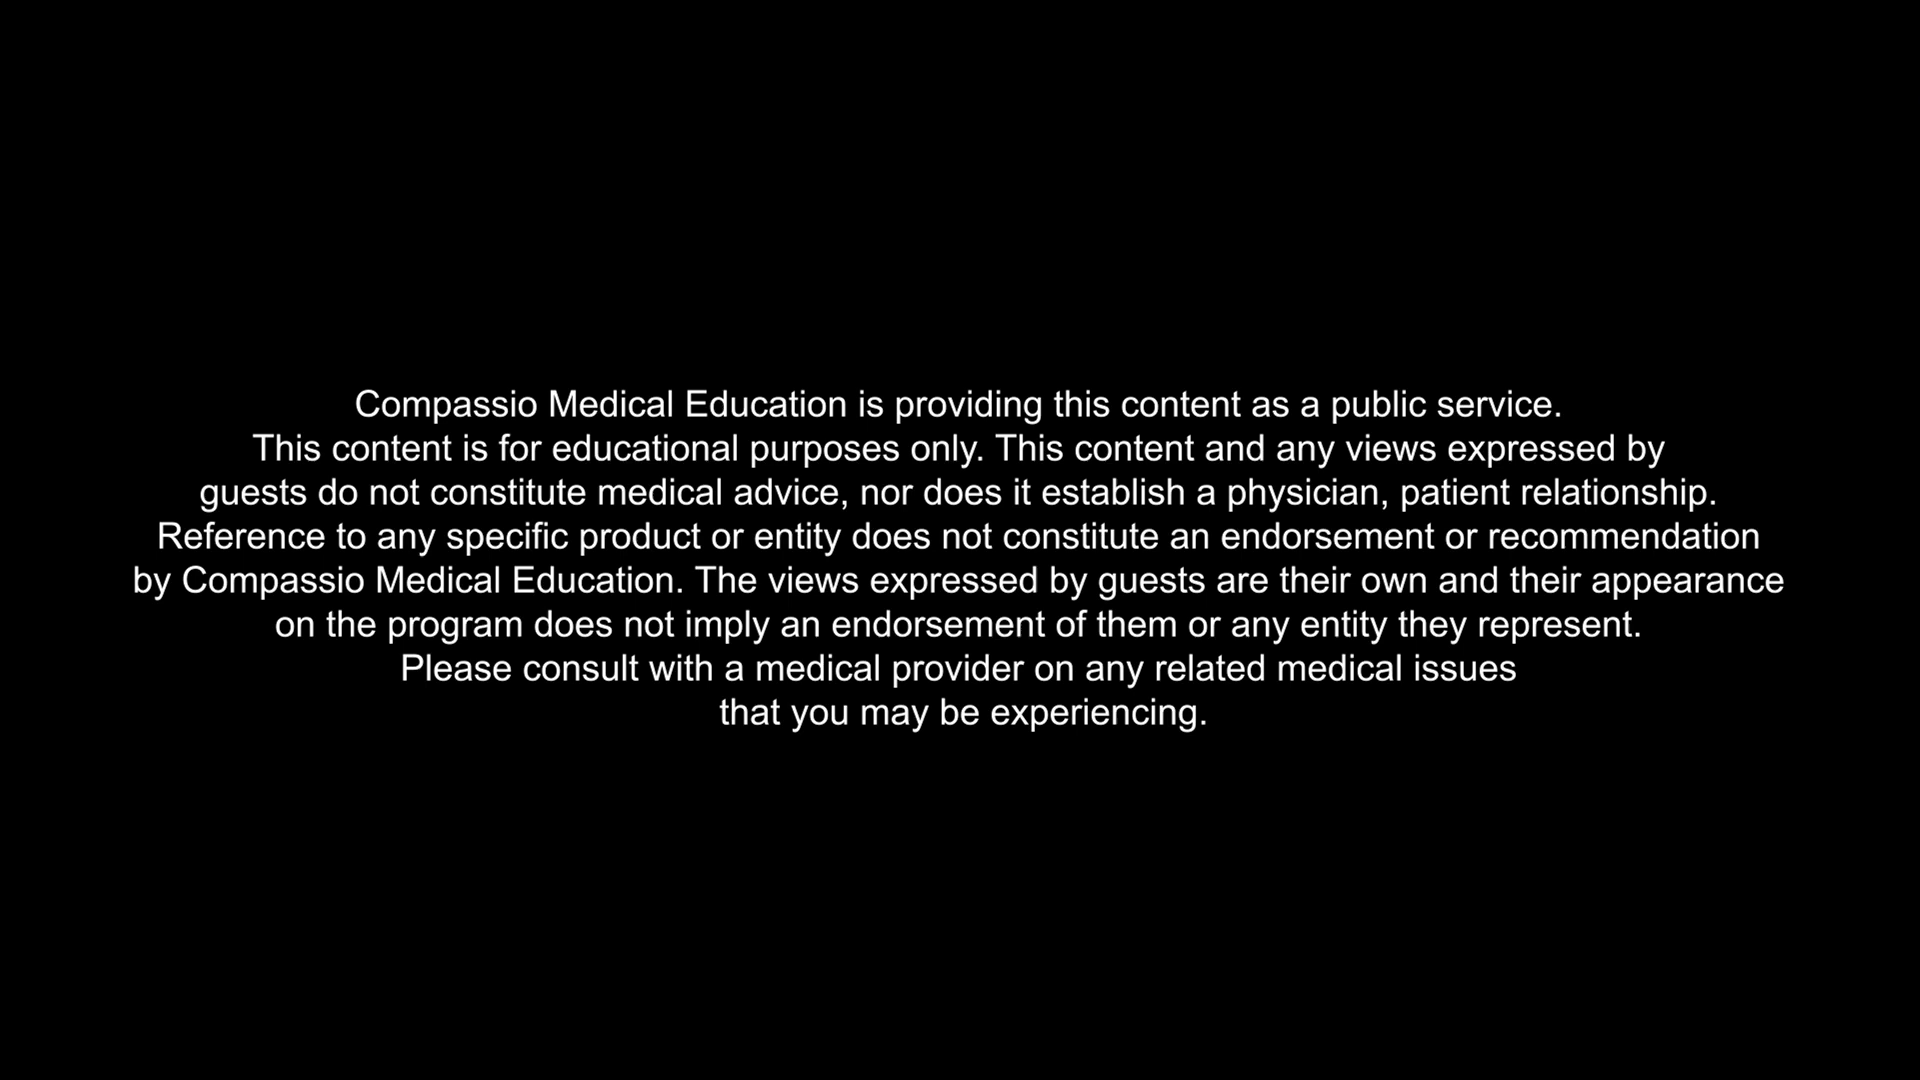 Compassio Medical Education is providing this content as a public service.
This content is for educational purposes only. This content and any views expressed by
guests do not constitute medical advice, nor does it establish a physician, patient relationship.
Reference to any specific product or entity does not constitute an endorsement or recommendation
by Compassio Medical Education. The views expressed by guests are their own and their appearance
on the program does not imply an endorsement of them or any entity they represent.
Please consult with a medical provider on any related medical issues
that you may be experiencing.